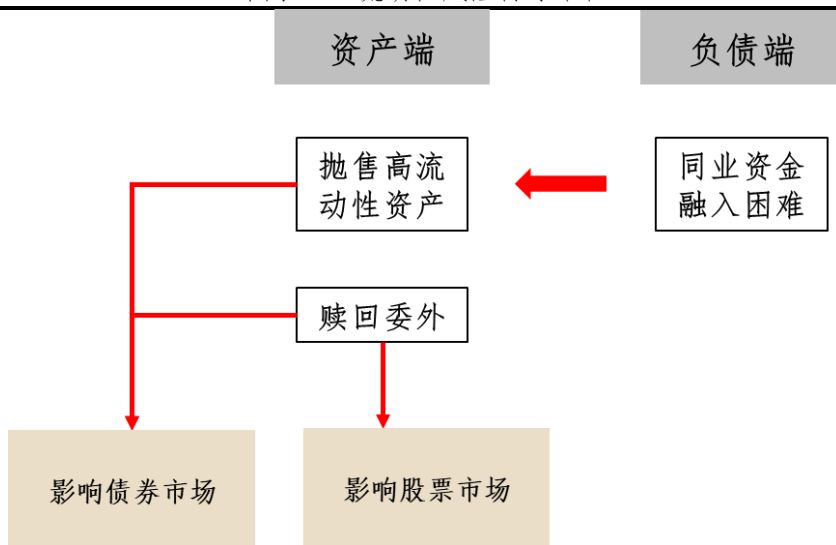 资产端
负债端
抛售高流
动性资产
同业资金
融入困难
赎回委外
影响债券市场
影响股票市场